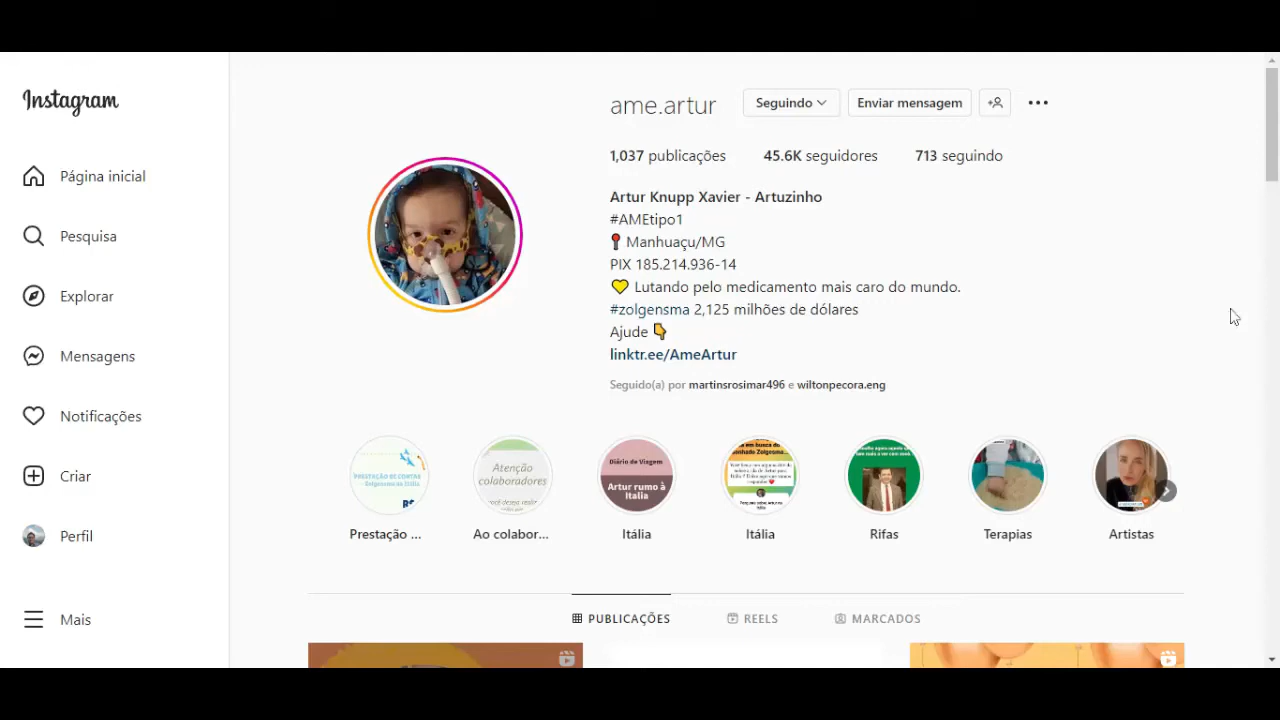 Instagram
Página inicial
Pesquisa
Explorar
Mensagens
Notificações
Criar
Perfil
Mais
ame.artur
Seguindo
Enviar mensagem
1,037 publicações 45.6K seguidores 713 seguindo
Artur Knupp Xavier - Artuzinho
#AMEtipo1
Manhuaçu/MG
PIX 185.214.936-14
💛 Lutando pelo medicamento mais caro do mundo.
#zolgensma 2,125 milhões de dólares
Ajude 👇
linktr.ee/AmeArtur
Seguido(a) por martinsrosimar496 e wiltonpecora.eng
PRESTAÇÃO DE CONTAS
R$
Atenção
colaboradores
Diário de Viagem
Artur rumo à
Itália
Prestação ...
Ao colabor...
Itália
Itália
Rifas
Terapias
Artistas
PUBLICAÇÕES
REELS
MARCADOS